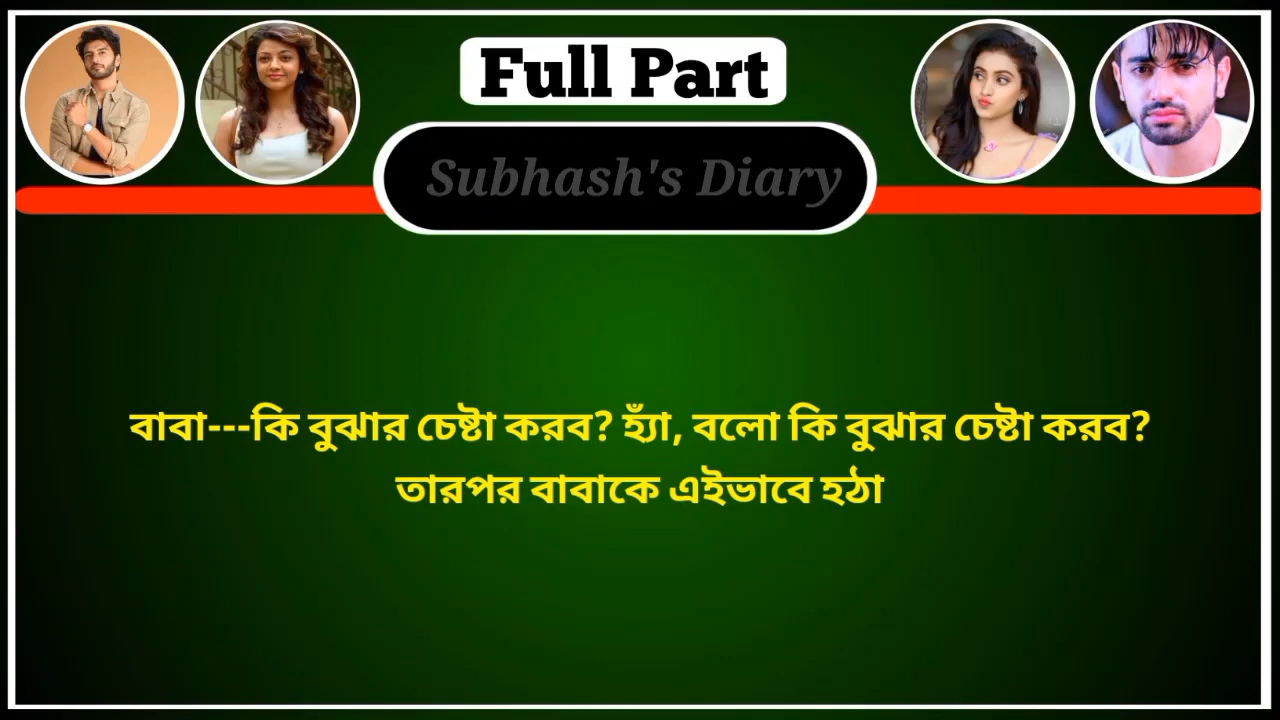 Full Part
Subhash's Diary
বাবা---কি বুঝার চেষ্টা করব? হ্যাঁ, বলো কি বুঝার চেষ্টা করব?
তারপর বাবাকে এইভাবে হঠা